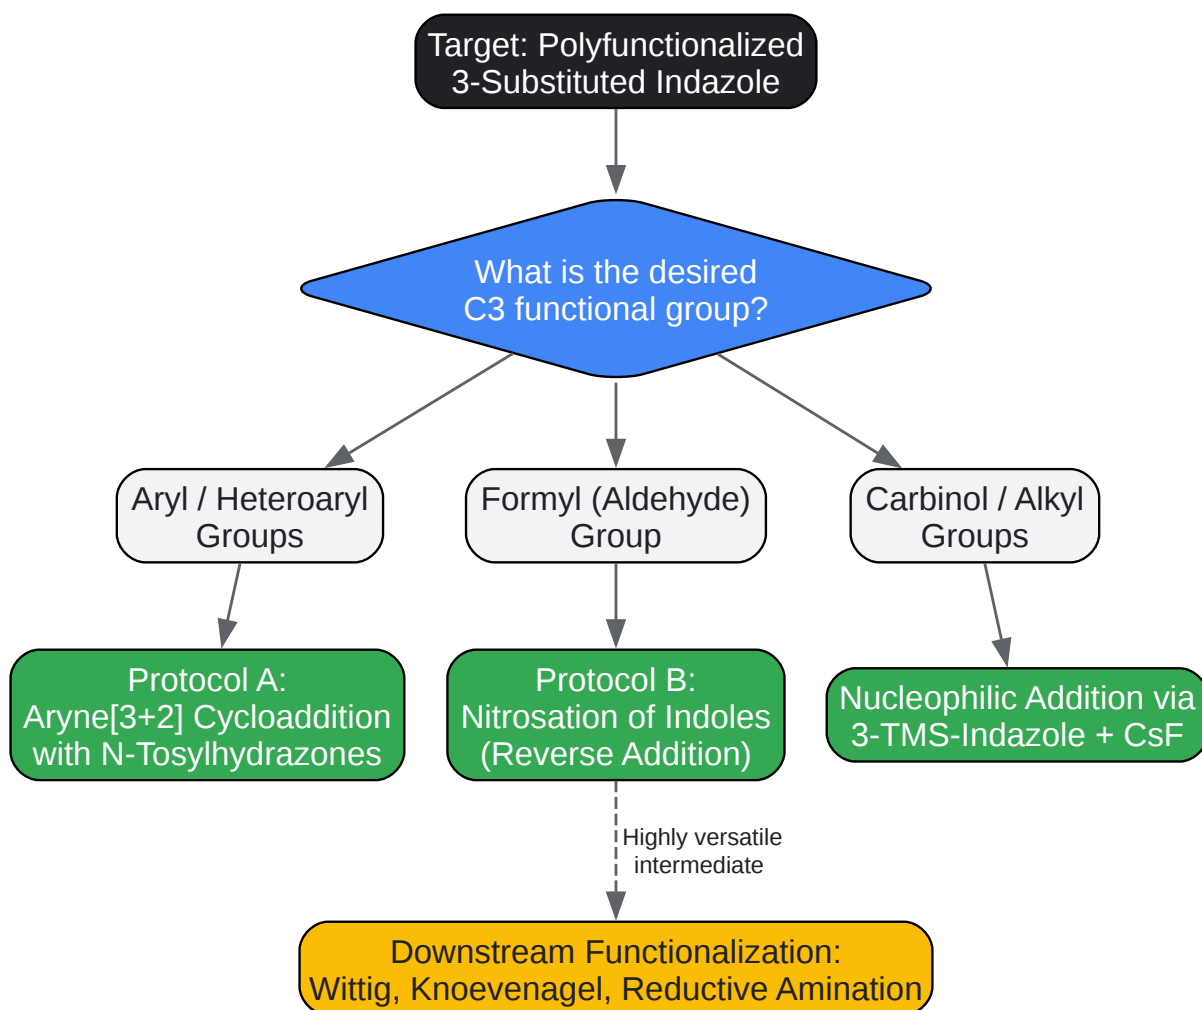 Target: Polyfunctionalized
3-Substituted Indazole
What is the desired
C3 functional group?
Aryl / Heteroaryl
Groups
Formyl (Aldehyde)
Group
Carbinol / Alkyl
Groups
Protocol A:
Aryne[3+2] Cycloaddition
with N-Tosylhydrazones
Protocol B:
Nitrosation of Indoles
(Reverse Addition)
Nucleophilic Addition via
3-TMS-Indazole + CsF
Highly versatile
intermediate
Downstream Functionalization:
Wittig, Knoevenagel, Reductive Amination